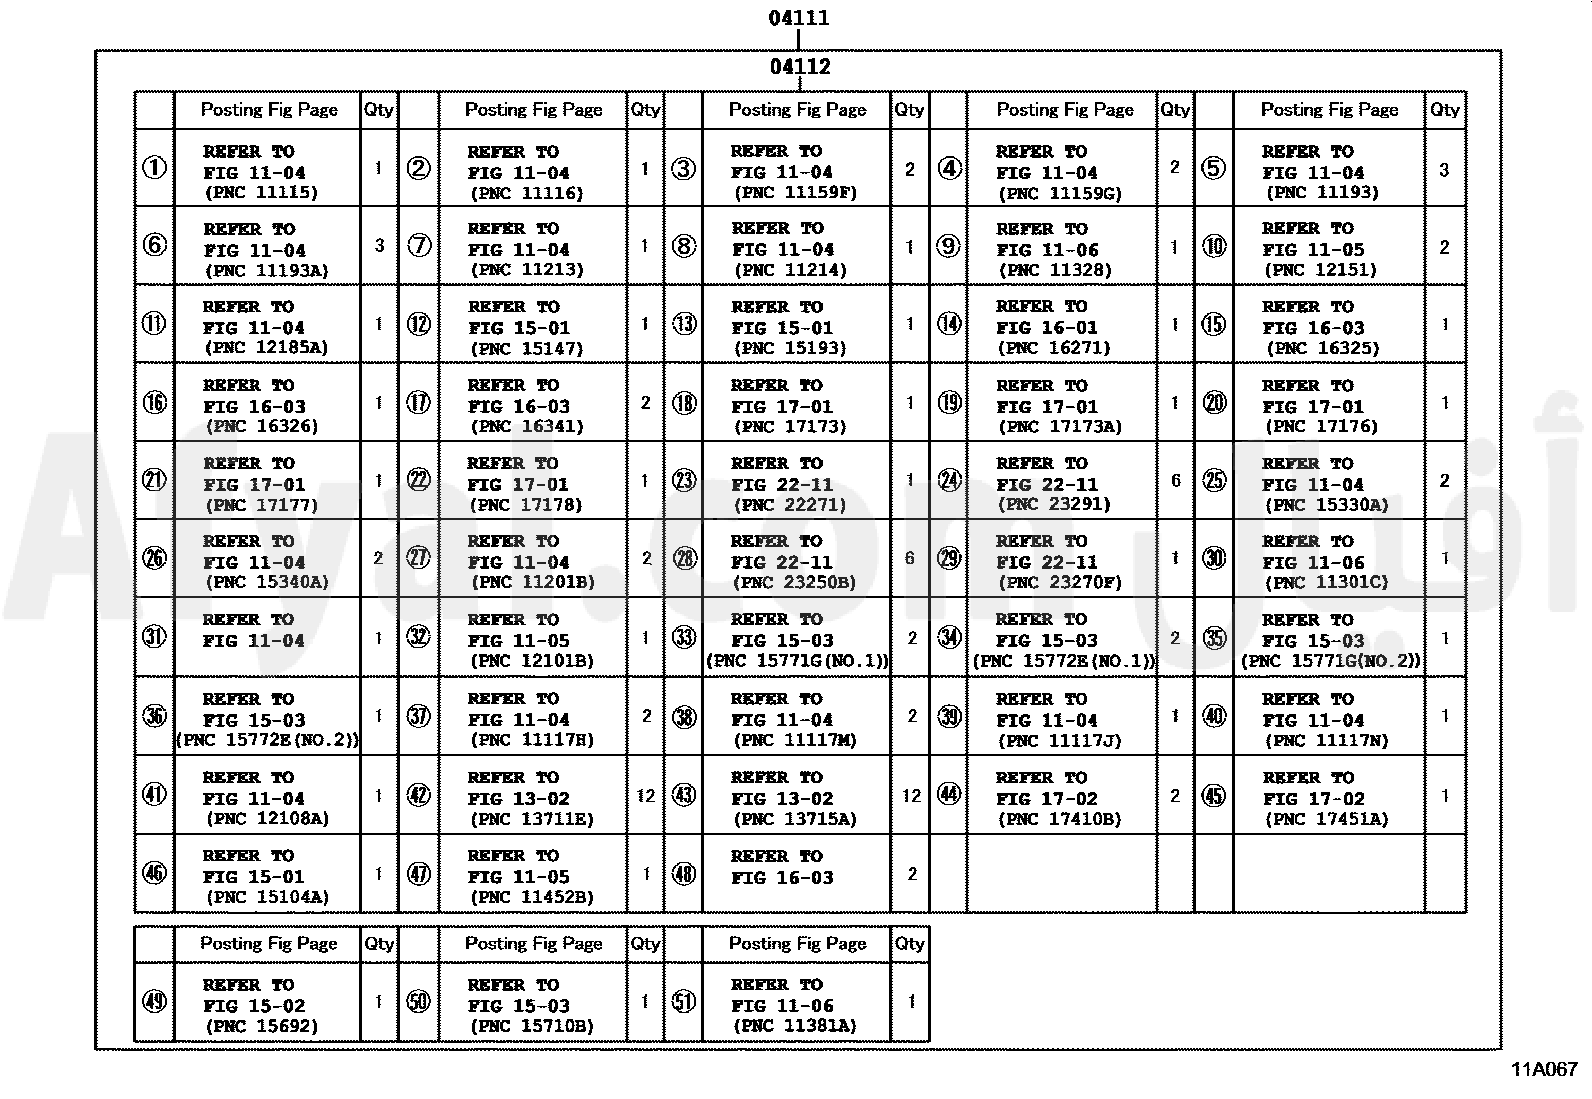 04111
04112
Posting Fig Page Qty Posting Fig Page Qty Posting Fig Page Qty Posting Fig Page Qty Posting Fig Page Qty
① REFER TO FIG 11-04 (PNC 11115) 1
② REFER TO FIG 11-04 (PNC 11116) 1
③ REFER TO FIG 11-04 (PNC 11159F) 2
④ REFER TO FIG 11-04 (PNC 11159G) 2
⑤ REFER TO FIG 11-04 (PNC 11193) 3
⑥ REFER TO FIG 11-04 (PNC 11193A) 3
⑦ REFER TO FIG 11-04 (PNC 11213) 1
⑧ REFER TO FIG 11-04 (PNC 11214) 1
⑨ REFER TO FIG 11-06 (PNC 11328) 1
⑩ REFER TO FIG 11-05 (PNC 12151) 2
⑪ REFER TO FIG 11-04 (PNC 12185A) 1
⑫ REFER TO FIG 15-01 (PNC 15147) 1
⑬ REFER TO FIG 15-01 (PNC 15193) 1
⑭ REFER TO FIG 16-01 (PNC 16271) 1
⑮ REFER TO FIG 16-03 (PNC 16325) 1
⑯ REFER TO FIG 16-03 (PNC 16326) 1
⑰ REFER TO FIG 16-03 (PNC 16341) 2
⑱ REFER TO FIG 17-01 (PNC 17173) 1
⑲ REFER TO FIG 17-01 (PNC 17173A) 1
⑳ REFER TO FIG 17-01 (PNC 17176) 1
㉑ REFER TO FIG 17-01 (PNC 17177) 1
㉒ REFER TO FIG 17-01 (PNC 17178) 1
㉓ REFER TO FIG 22-11 (PNC 22271) 1
㉔ REFER TO FIG 22-11 (PNC 23291) 6
㉕ REFER TO FIG 11-04 (PNC 15330A) 2
㉖ REFER TO FIG 11-04 (PNC 15340A) 2
㉗ REFER TO FIG 11-04 (PNC 11201B) 2
㉘ REFER TO FIG 22-11 (PNC 23250B) 6
㉙ REFER TO FIG 22-11 (PNC 23270F) 1
㉚ REFER TO FIG 11-06 (PNC 11301C) 1
㉛ REFER TO FIG 11-04 1
㉜ REFER TO FIG 11-05 (PNC 12101B) 1
㉝ REFER TO FIG 15-03 (PNC 15771G(NO.1)) 2
㉞ REFER TO FIG 15-03 (PNC 15772E(NO.1)) 2
㉟ REFER TO FIG 15-03 (PNC 15771G(NO.2)) 1
㊱ REFER TO FIG 15-03 (PNC 15772E(NO.2)) 1
㊲ REFER TO FIG 11-04 (PNC 11117H) 2
㊳ REFER TO FIG 11-04 (PNC 11117M) 2
㊴ REFER TO FIG 11-04 (PNC 11117J) 1
㊵ REFER TO FIG 11-04 (PNC 11117N) 1
㊶ REFER TO FIG 11-04 (PNC 12108A) 1
㊷ REFER TO FIG 13-02 (PNC 13711E) 12
㊸ REFER TO FIG 13-02 (PNC 13715A) 12
㊹ REFER TO FIG 17-02 (PNC 17410B) 2
㊺ REFER TO FIG 17-02 (PNC 17451A) 1
㊻ REFER TO FIG 15-01 (PNC 15104A) 1
㊼ REFER TO FIG 11-05 (PNC 11452B) 1
㊽ REFER TO FIG 16-03 2
Posting Fig Page Qty Posting Fig Page Qty Posting Fig Page Qty
㊾ REFER TO FIG 15-02 (PNC 15692) 1
㊿ REFER TO FIG 15-03 (PNC 15710B) 1
51 REFER TO FIG 11-06 (PNC 11381A) 1
11A067
Afyal.com أفيال